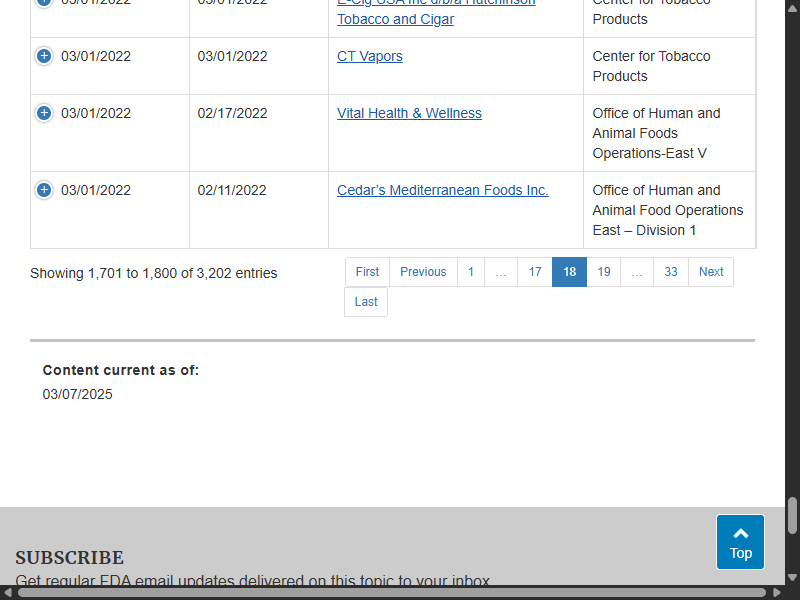 03/01/2022 03/01/2022 E-Cig USA Inc d/b/a Hutchinson Center for Tobacco
Tobacco and Cigar Products
03/01/2022 03/01/2022 CT Vapors Center for Tobacco
Products
03/01/2022 02/17/2022 Vital Health & Wellness Office of Human and
Animal Foods
Operations-East V
03/01/2022 02/11/2022 Cedar’s Mediterranean Foods Inc. Office of Human and
Animal Food Operations
East – Division 1
Showing 1,701 to 1,800 of 3,202 entries First Previous 1 … 17 18 19 … 33 Next
Last
Content current as of:
03/07/2025
Top
SUBSCRIBE
Get regular FDA email updates delivered on this topic to your inbox.